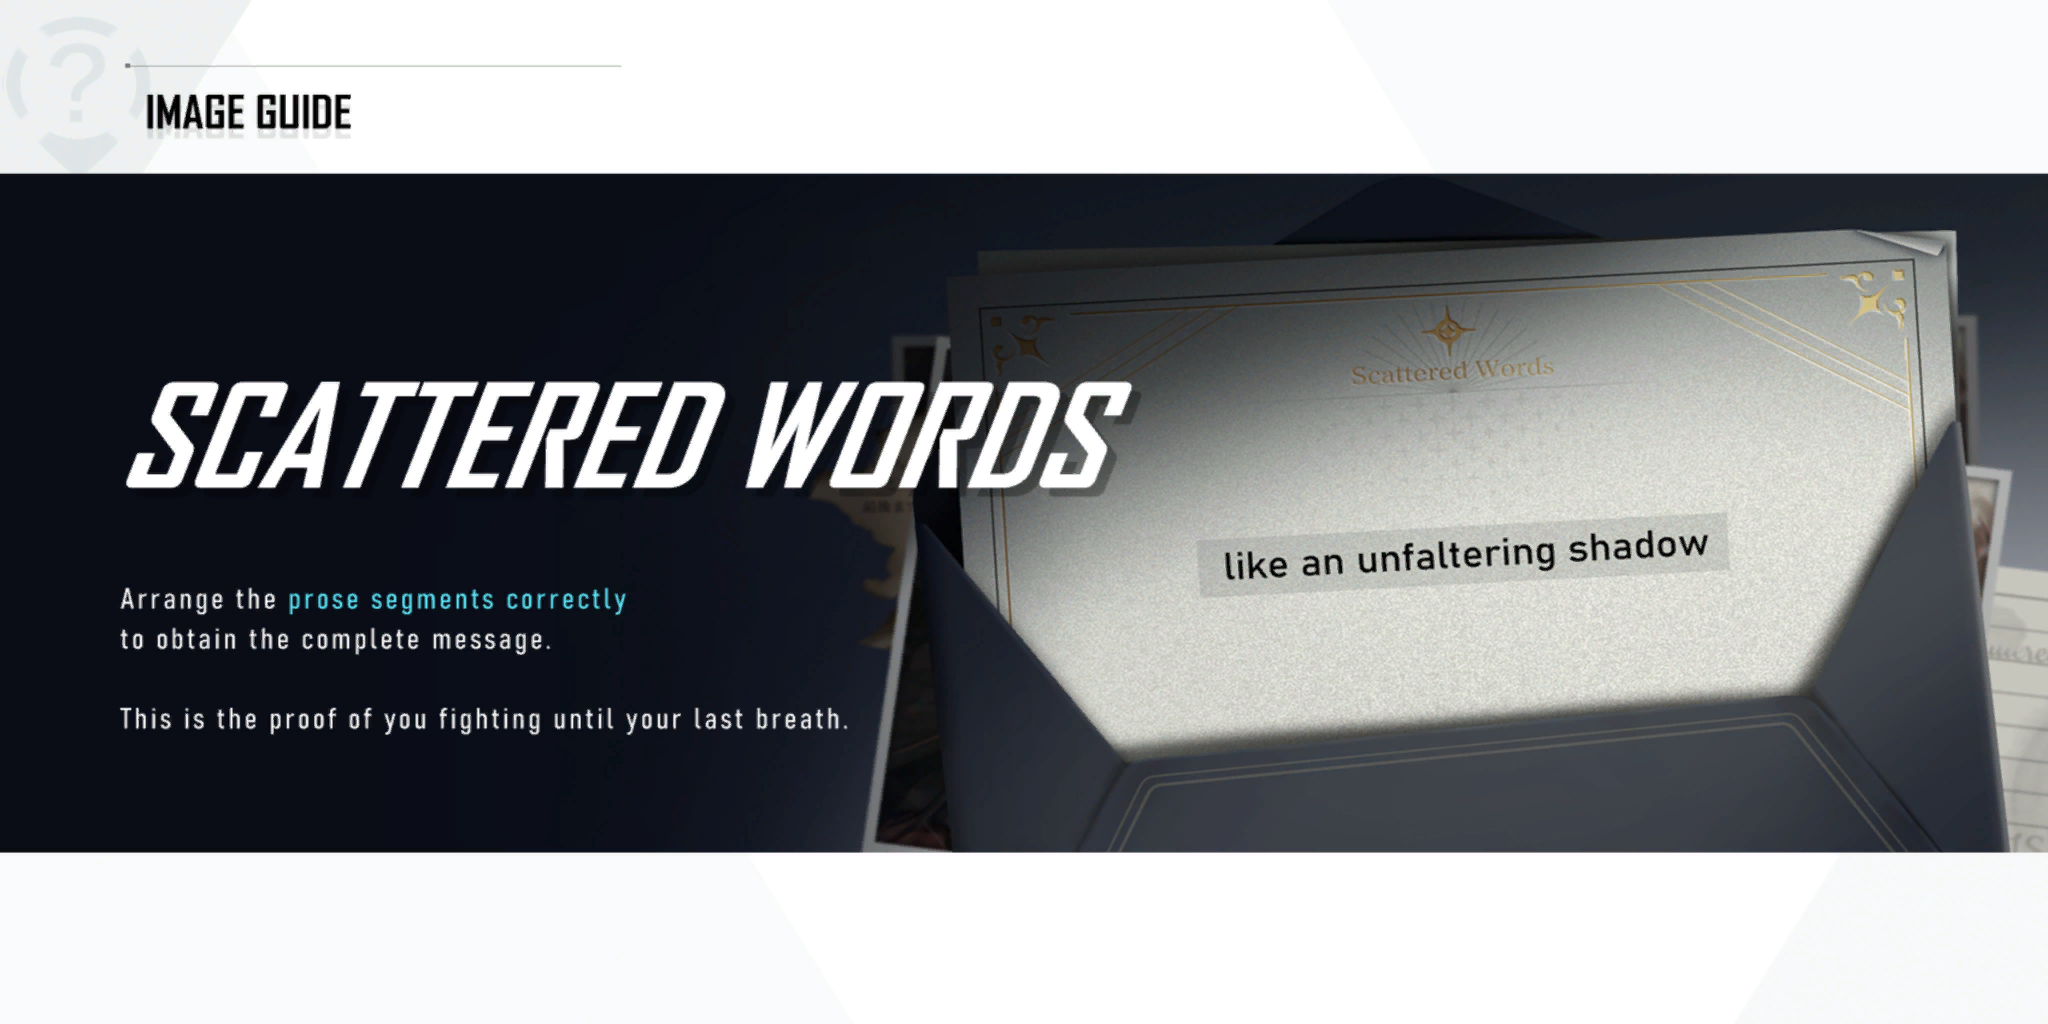 IMAGE GUIDE
Scattered Words
SCATTERED WORDS
like an unfaltering shadow
Arrange the prose segments correctly
to obtain the complete message.
This is the proof of you fighting until your last breath.